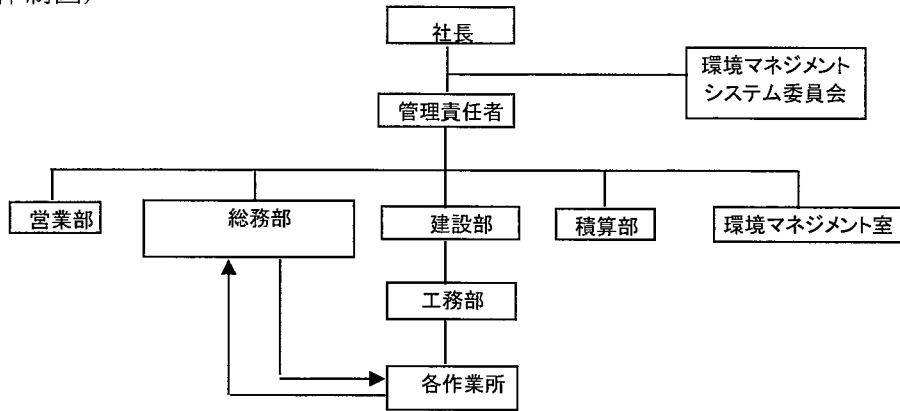 社長
環境マネジメント
システム委員会
管理責任者
営業部
総務部
建設部
積算部
環境マネジメント室
工務部
各作業所